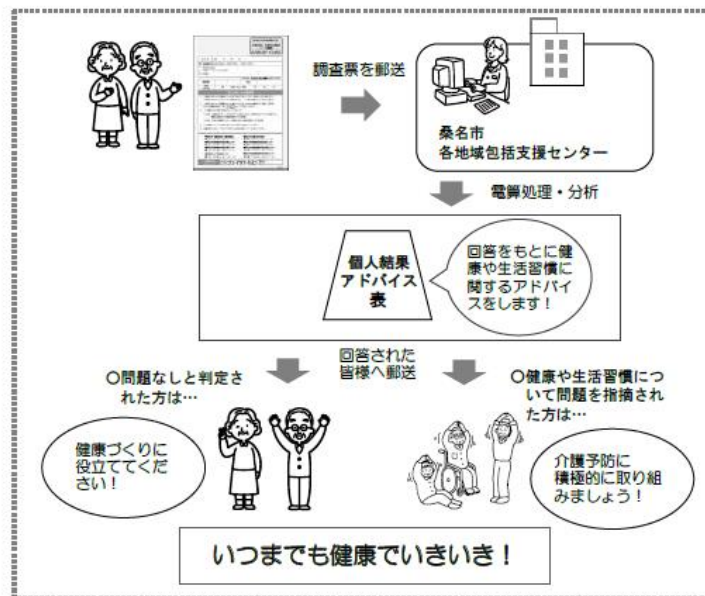 調査票を郵送
桑名市
各地域包括支援センター
電算処理・分析
個人結果
アドバイス
表
回答をもとに健
康や生活習慣に
関するアドバイ
スをします！
回答された
皆様へ郵送
〇問題なしと判定さ
れた方は…
〇健康や生活習慣につ
いて問題を指摘され
た方は…
健康づくりに
役立ててくだ
さい！
介護予防に
積極的に取り組
みましょう！
いつまでも健康でいきいき！